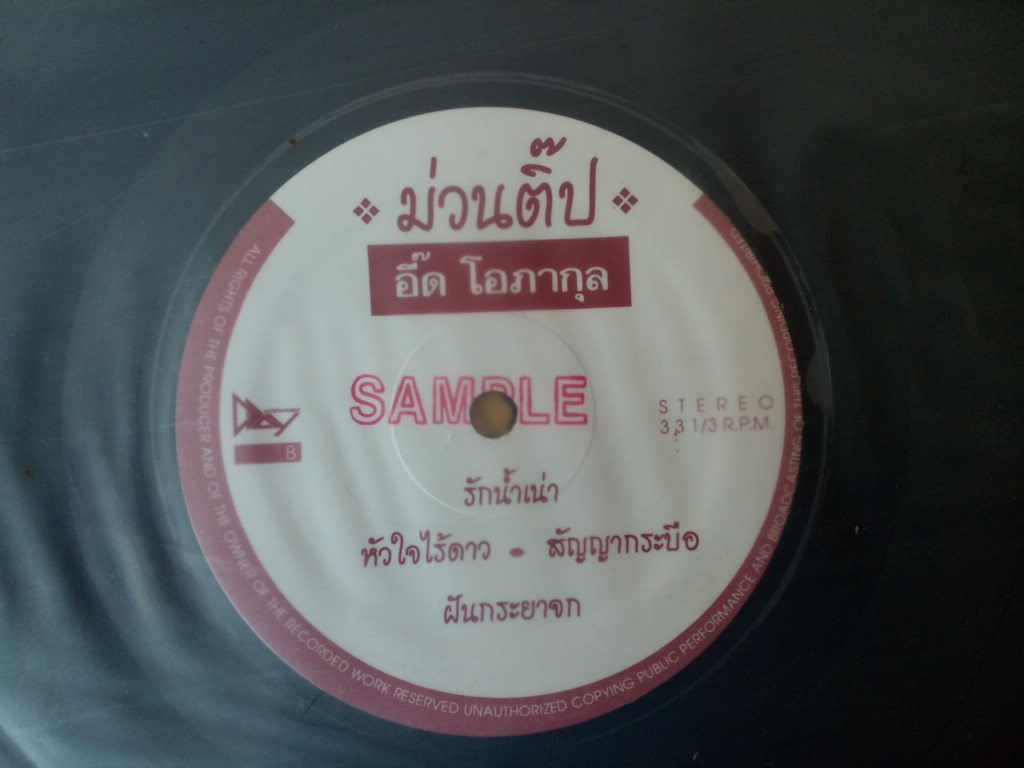 ❖ ม่วนติ๊ป ❖
อี๊ด โอภากุล
SAMPLE
STEREO
33 1/3 R.P.M.
B
รักน้ำเน่า
หัวใจไร้ดาว • สัญญากระบือ
ฝันกระยาจก
ALL RIGHTS OF THE PRODUCER AND OF THE OWNER OF THE RECORDED WORK RESERVED UNAUTHORIZED COPYING PUBLIC PERFORMANCE AND BROADCASTING OF THIS RECORDING PROHIBITED